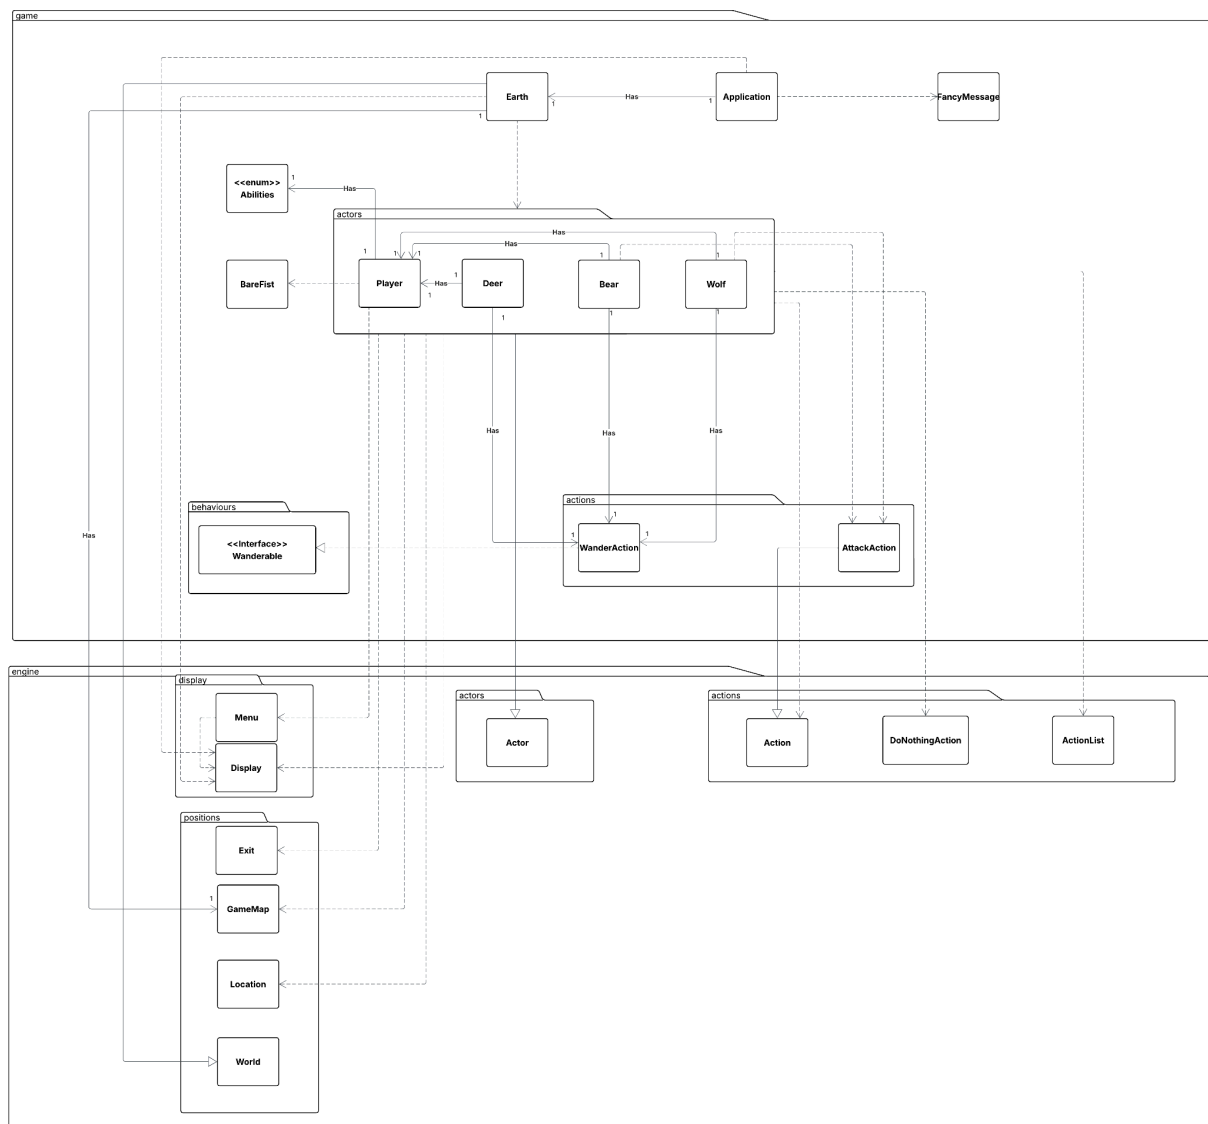 game
Earth
1
Has
1
Application
FancyMessage
1
<<enum>>
Abilities
1
Has
actors
Has
Has
1
1
1
1
1
BareFist
Player
1
Has
1
Deer
Bear
Wolf
1
1
1
Has
Has
Has
behaviours
<<Interface>>
Wanderable
actions
1
1
1
WanderAction
AttackAction
Has
engine
display
Menu
Display
actors
Actor
actions
Action
DoNothingAction
ActionList
positions
Exit
1
GameMap
Location
World